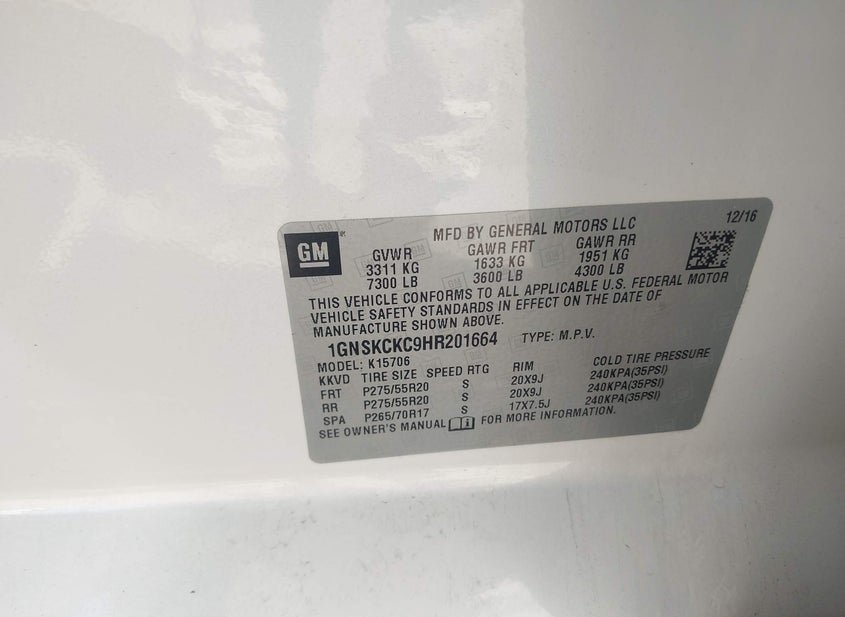 MFD BY GENERAL MOTORS LLC 12/16
GM
GVWR GAWR FRT GAWR RR
3311 KG 1633 KG 1951 KG
7300 LB 3600 LB 4300 LB
THIS VEHICLE CONFORMS TO ALL APPLICABLE U.S. FEDERAL MOTOR
VEHICLE SAFETY STANDARDS IN EFFECT ON THE DATE OF
MANUFACTURE SHOWN ABOVE.
1GNSKCKC9HR201664 TYPE: M.P.V.
MODEL: K15706
KKVD TIRE SIZE SPEED RTG RIM COLD TIRE PRESSURE
FRT P275/55R20 S 20X9J 240KPA(35PSI)
RR P275/55R20 S 20X9J 240KPA(35PSI)
SPA P265/70R17 S 17X7.5J 240KPA(35PSI)
SEE OWNER'S MANUAL FOR MORE INFORMATION.